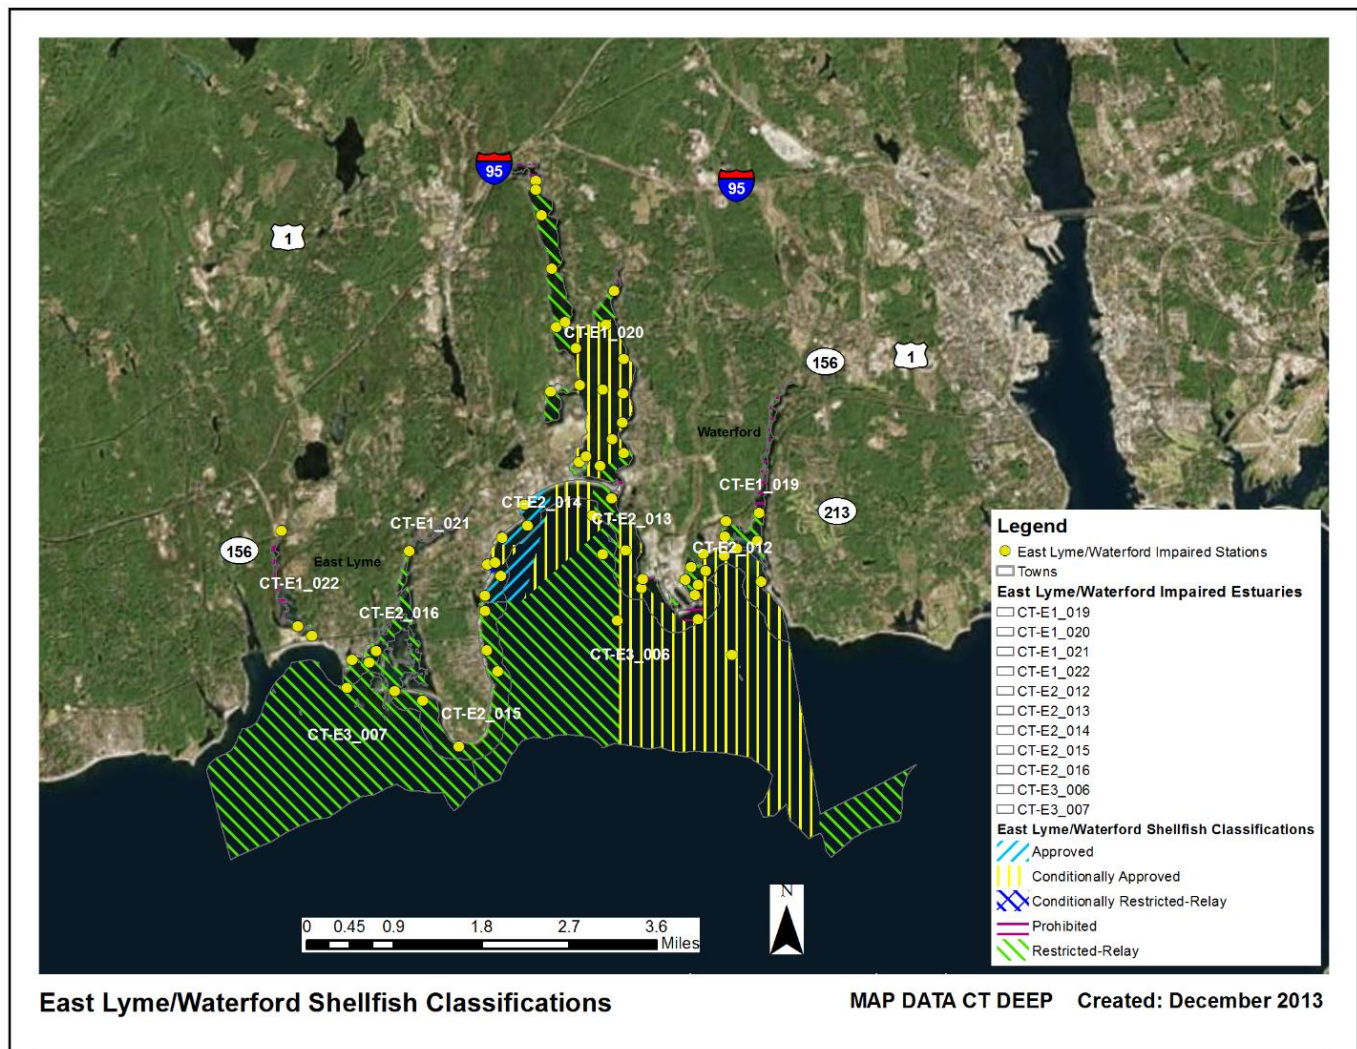 95
95
1
CT-E1_020
156
1
Waterford
CT-E1_019
CT-E2_014
213
CT-E1_021
CT-E2_013
156
East Lyme
CT-E2_012
CT-E1_022
CT-E2_016
CT-E3_006
CT-E2_015
CT-E3_007
Legend
East Lyme/Waterford Impaired Stations
Towns
East Lyme/Waterford Impaired Estuaries
CT-E1_019
CT-E1_020
CT-E1_021
CT-E1_022
CT-E2_012
CT-E2_013
CT-E2_014
CT-E2_015
CT-E2_016
CT-E3_006
CT-E3_007
East Lyme/Waterford Shellfish Classifications
Approved
Conditionally Approved
Conditionally Restricted-Relay
Prohibited
Restricted-Relay
N
0 0.45 0.9 1.8 2.7 3.6
Miles
East Lyme/Waterford Shellfish Classifications
MAP DATA CT DEEP Created: December 2013